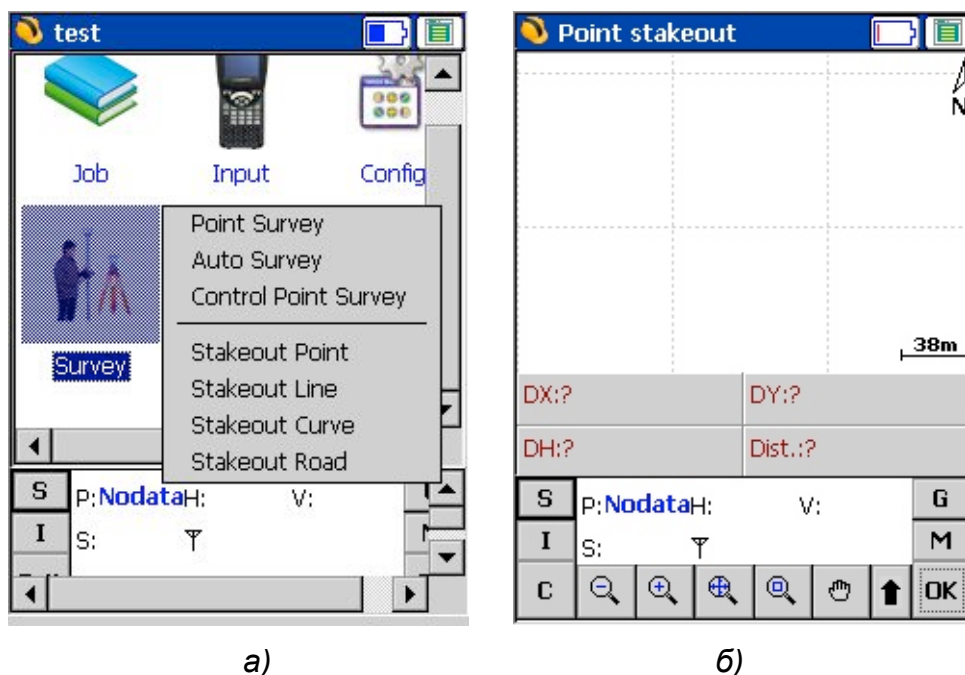 test
Job Input Config
Survey
Point Survey
Auto Survey
Control Point Survey
Stakeout Point
Stakeout Line
Stakeout Curve
Stakeout Road
S P:NodataH: V:
I S:
а)
Point stakeout
N
38m
DX:? DY:?
DH:? Dist.:?
S P:NodataH: V: G
I S: M
C OK
б)